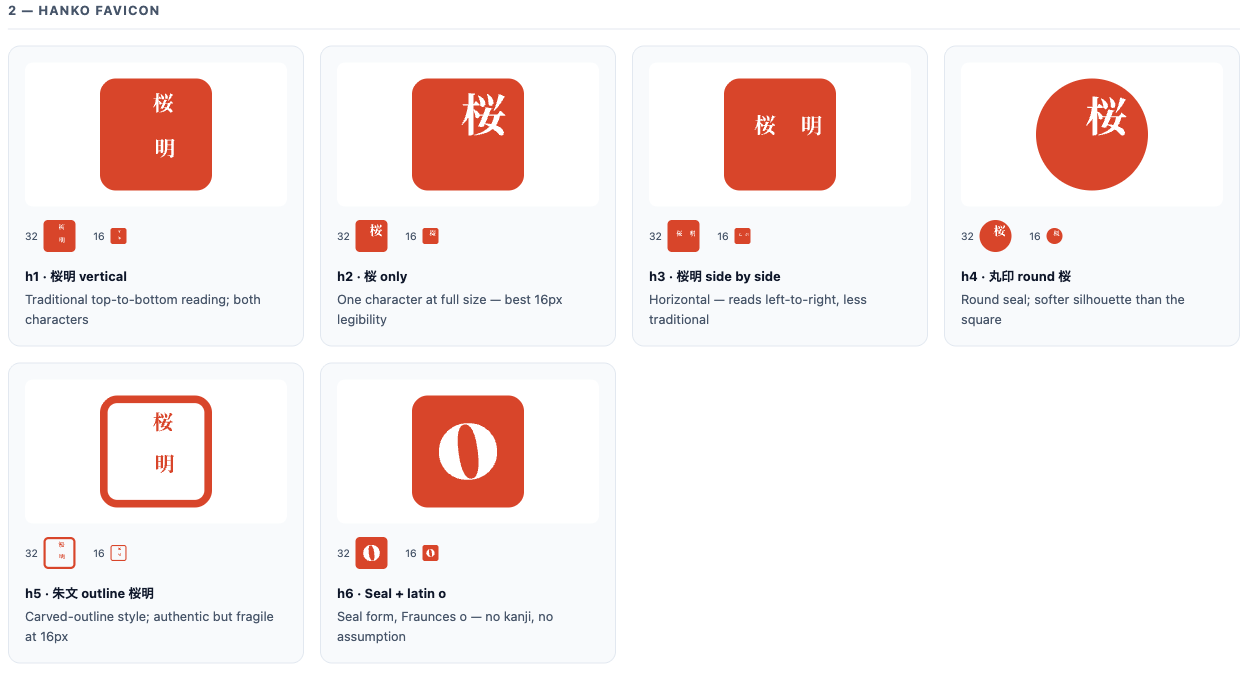 2 — HANKO FAVICON
桜
明
桜
桜 明
桜
32 桜明 16
32 桜 16 桜
32 桜 明 16
32 桜 16 桜
h1 · 桜明 vertical
Traditional top-to-bottom reading; both
characters
h2 · 桜 only
One character at full size — best 16px
legibility
h3 · 桜明 side by side
Horizontal — reads left-to-right, less
traditional
h4 · 丸印 round 桜
Round seal; softer silhouette than the
square
桜
明
o
32 桜明 16
32 o 16 o
h5 · 朱文 outline 桜明
Carved-outline style; authentic but fragile
at 16px
h6 · Seal + latin o
Seal form, Fraunces o — no kanji, no
assumption